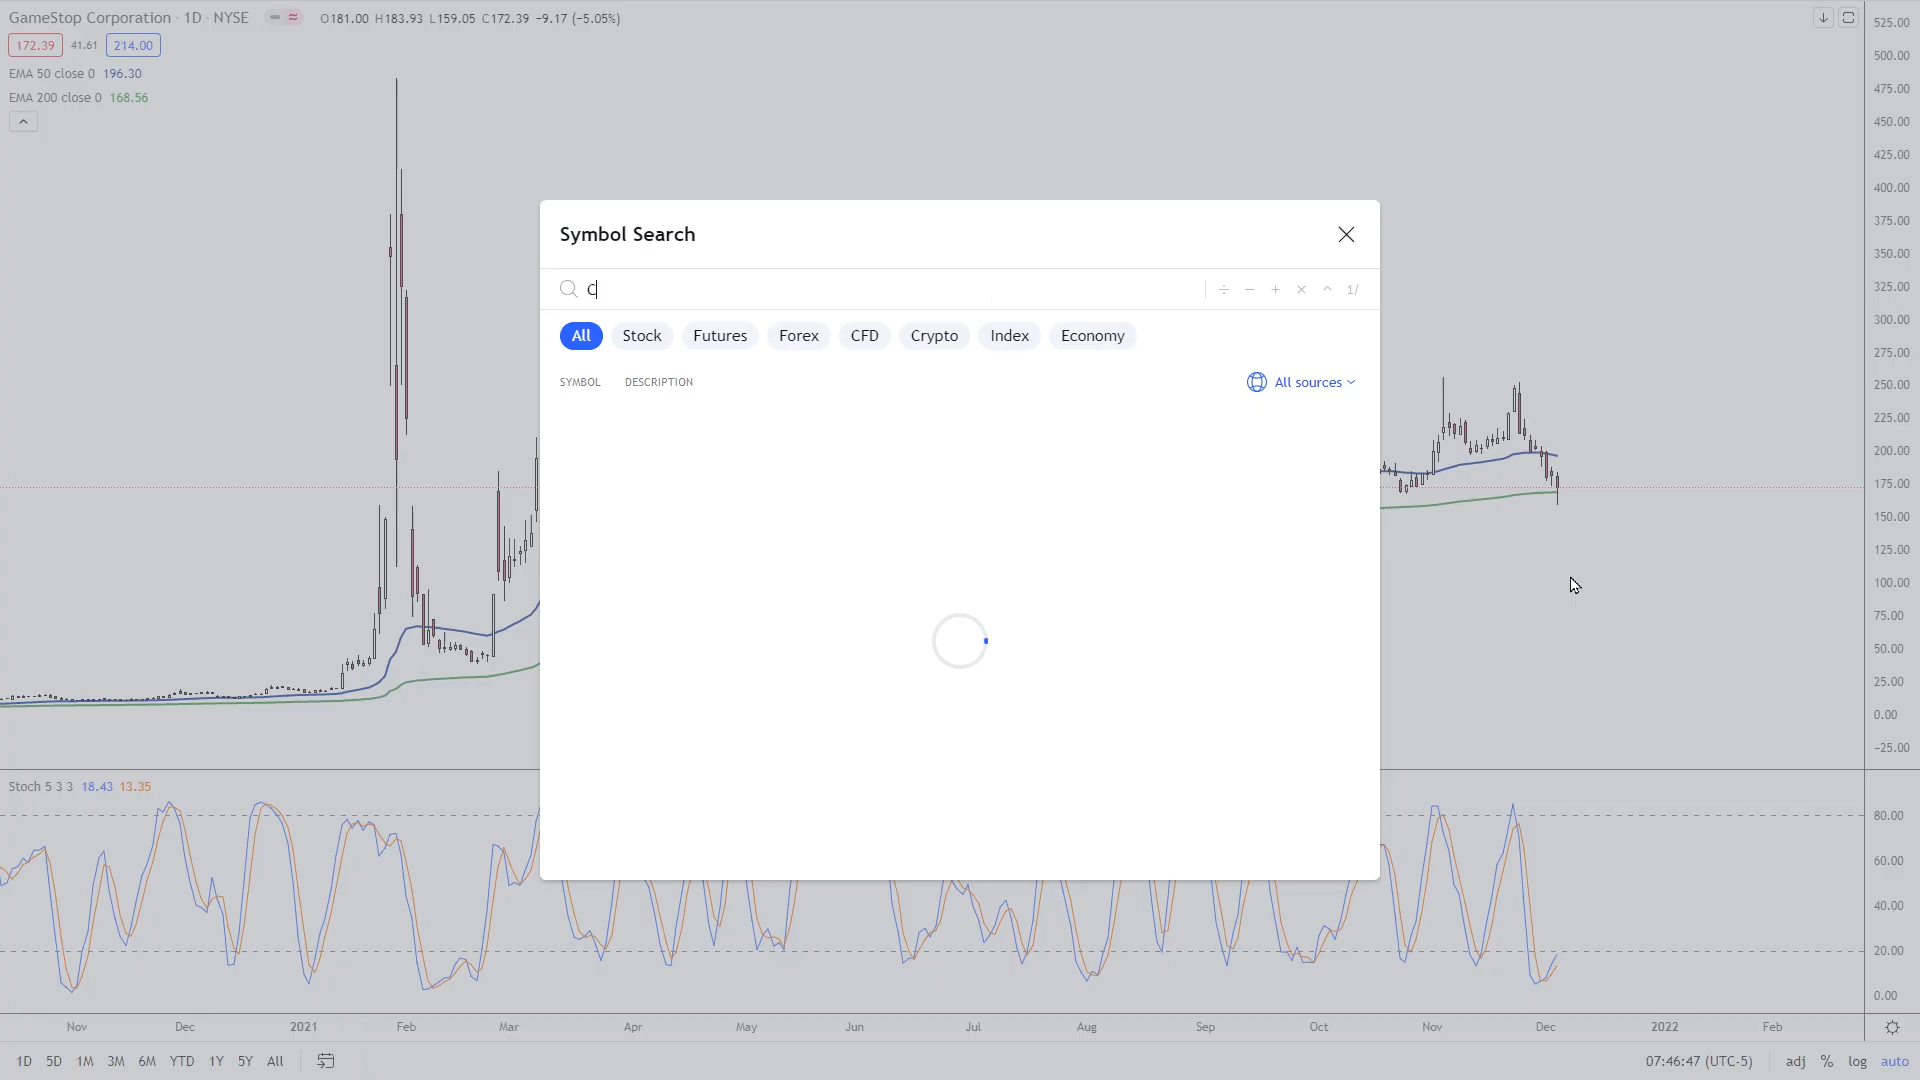 GameStop Corporation · 1D · NYSE
O181.00 H183.93 L159.05 C172.39 −9.17 (−5.05%)
172.39 41.61 214.00
EMA 50 close 0 196.30
EMA 200 close 0 168.56
Symbol Search
C
1/
All Stock Futures Forex CFD Crypto Index Economy
SYMBOL DESCRIPTION All sources
525.00
500.00
475.00
450.00
425.00
400.00
375.00
350.00
325.00
300.00
275.00
250.00
225.00
200.00
175.00
150.00
125.00
100.00
75.00
50.00
25.00
0.00
−25.00
Stoch 5 3 3 18.43 13.35
80.00
60.00
40.00
20.00
0.00
Nov Dec 2021 Feb Mar Apr May Jun Jul Aug Sep Oct Nov Dec 2022 Feb
1D 5D 1M 3M 6M YTD 1Y 5Y All 07:46:47 (UTC-5) adj % log auto